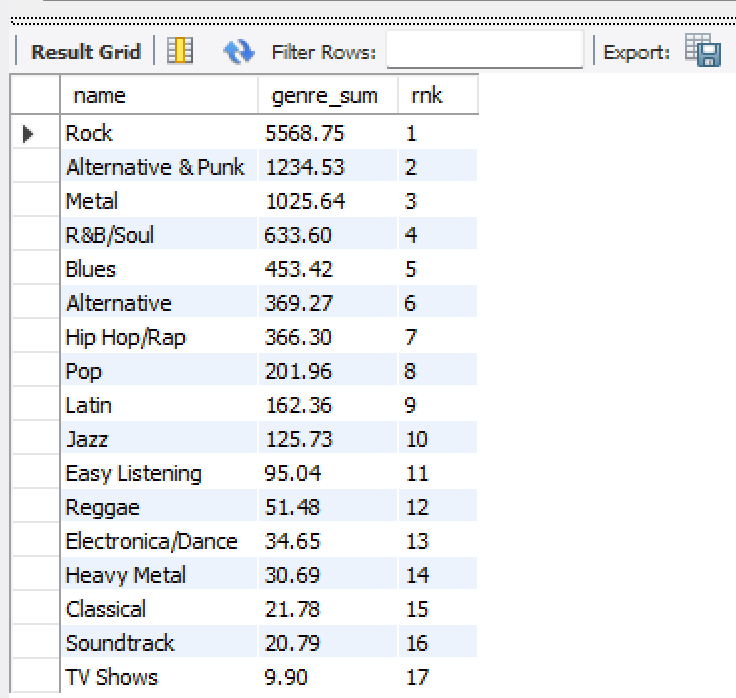 Result Grid Filter Rows: Export:
name genre_sum rnk
Rock 5568.75 1
Alternative & Punk 1234.53 2
Metal 1025.64 3
R&B/Soul 633.60 4
Blues 453.42 5
Alternative 369.27 6
Hip Hop/Rap 366.30 7
Pop 201.96 8
Latin 162.36 9
Jazz 125.73 10
Easy Listening 95.04 11
Reggae 51.48 12
Electronica/Dance 34.65 13
Heavy Metal 30.69 14
Classical 21.78 15
Soundtrack 20.79 16
TV Shows 9.90 17